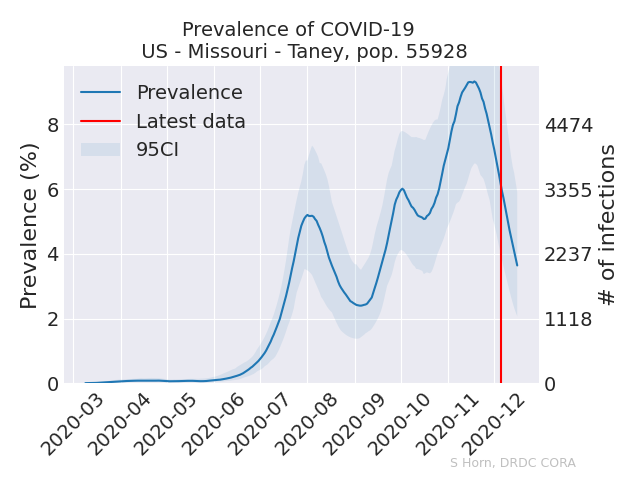 Prevalence of COVID-19
US - Missouri - Taney, pop. 55928
Prevalence
Latest data
95CI
Prevalence (%)
8
6
4
2
0
4474
3355
2237
1118
0
# of infections
2020-03
2020-04
2020-05
2020-06
2020-07
2020-08
2020-09
2020-10
2020-11
2020-12
S Horn, DRDC CORA